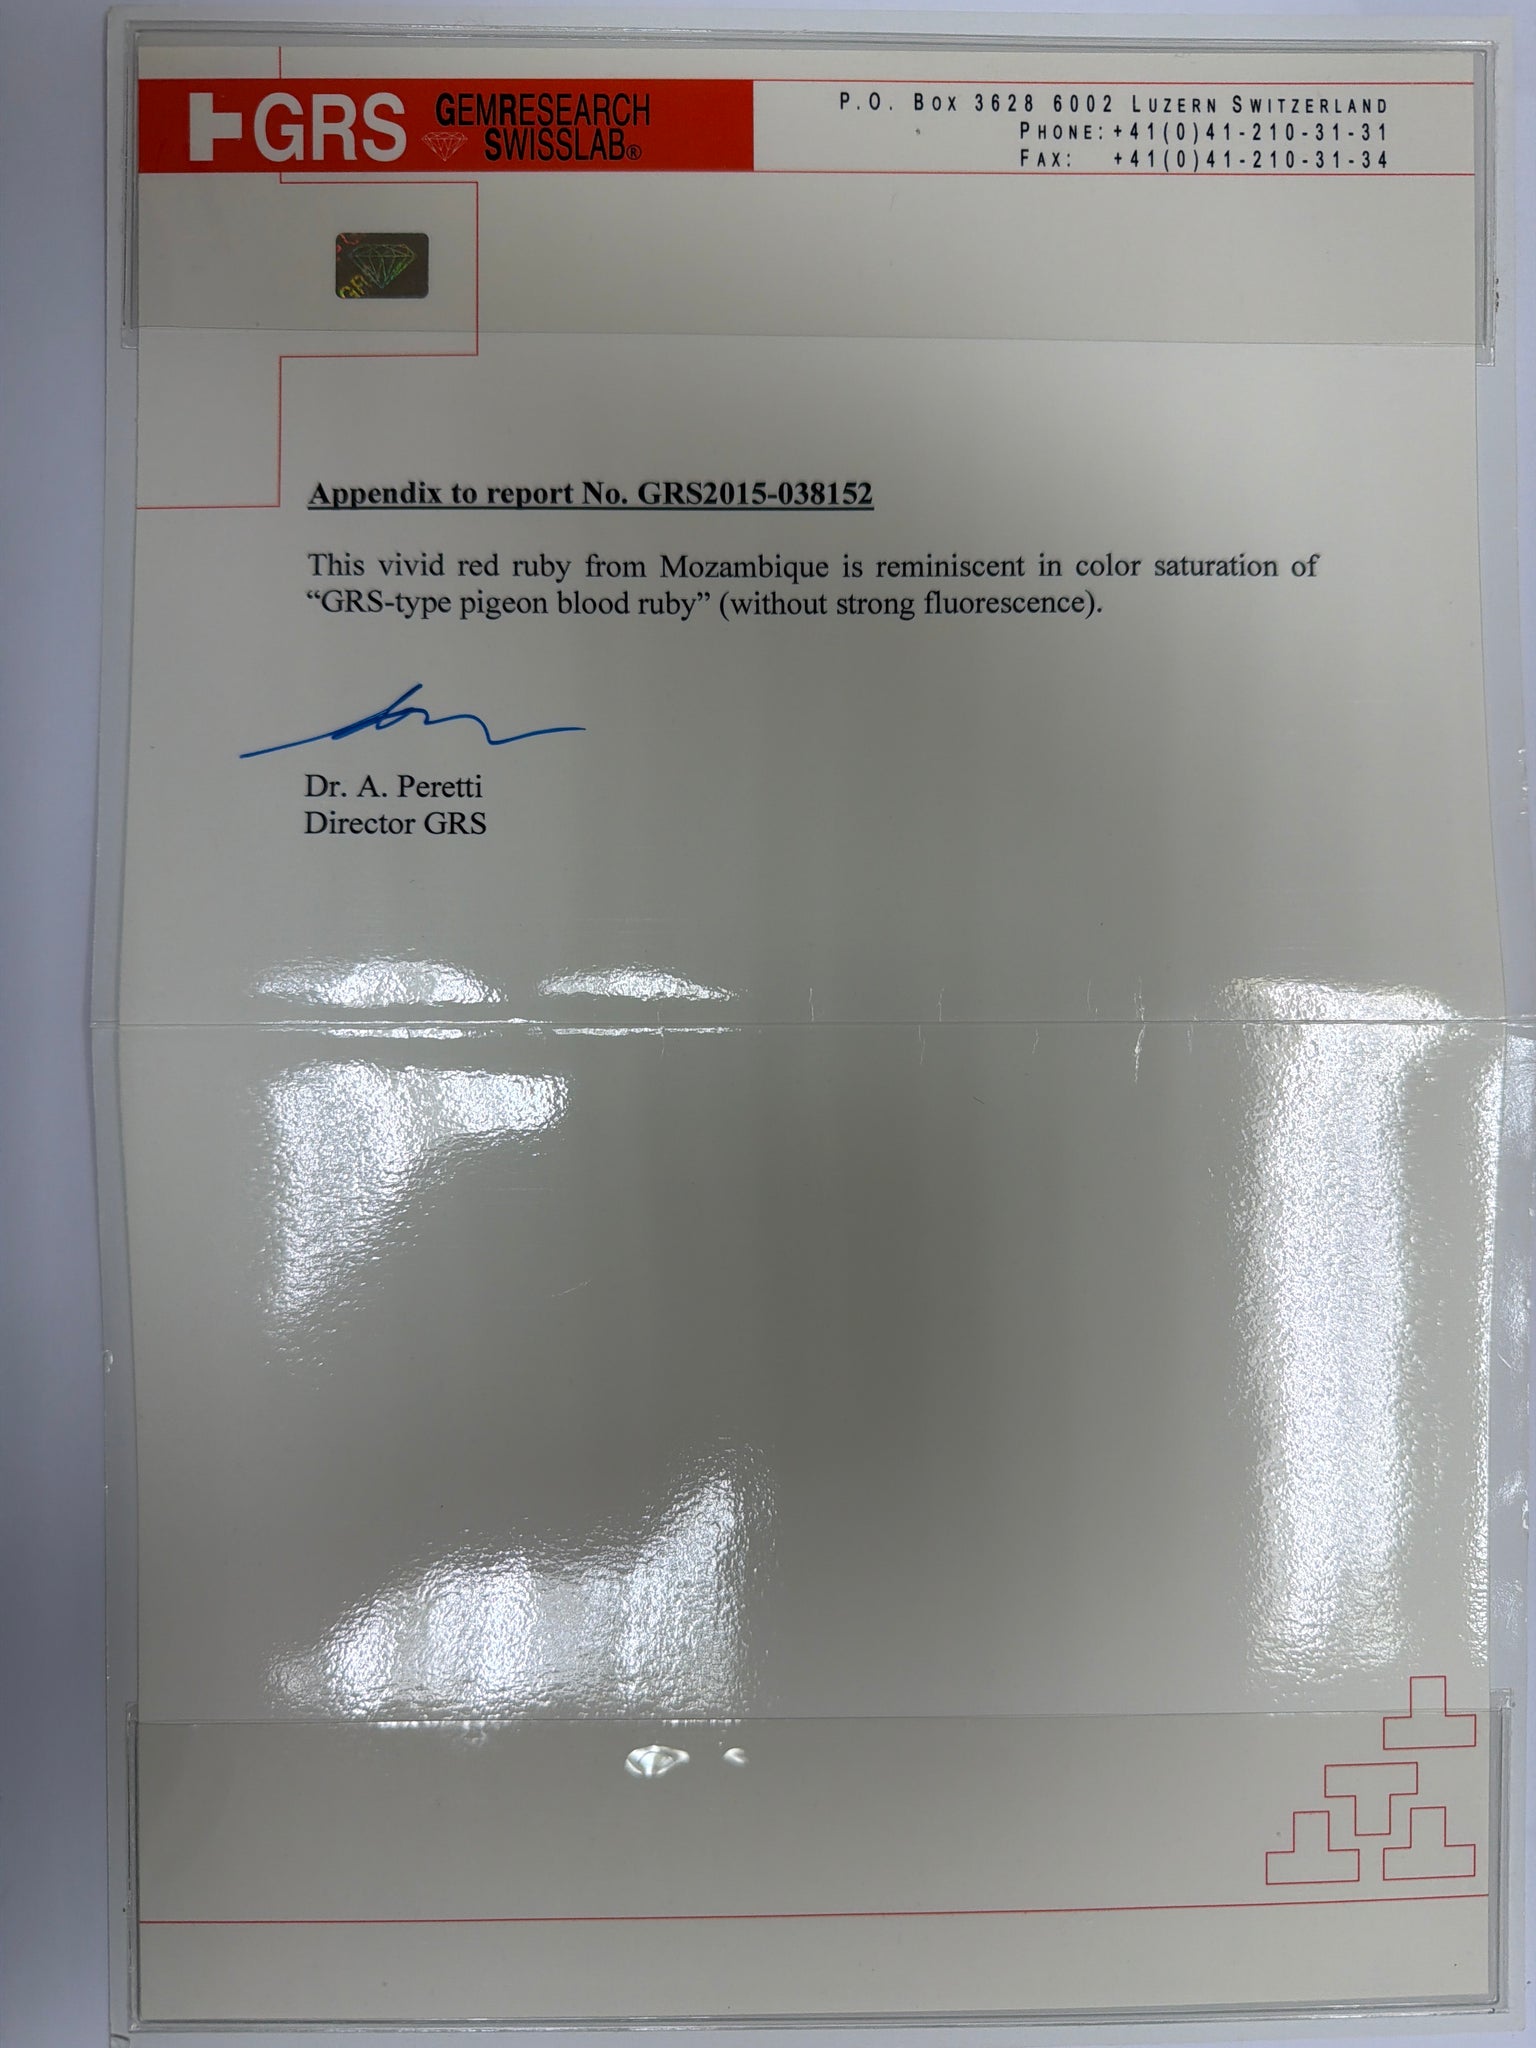 GRS
GEMRESEARCH
SWISSLAB®
P.O. Box 3628 6002 Luzern Switzerland
Phone: +41(0)41-210-31-31
Fax: +41(0)41-210-31-34
GRS
Appendix to report No. GRS2015-038152
This vivid red ruby from Mozambique is reminiscent in color saturation of
“GRS-type pigeon blood ruby” (without strong fluorescence).
Dr. A. Peretti
Director GRS